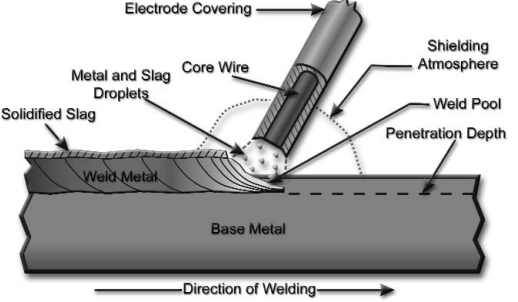 Electrode Covering
Shielding
Atmosphere
Core Wire
Metal and Slag
Droplets
Weld Pool
Solidified Slag
Penetration Depth
Weld Metal
Base Metal
Direction of Welding